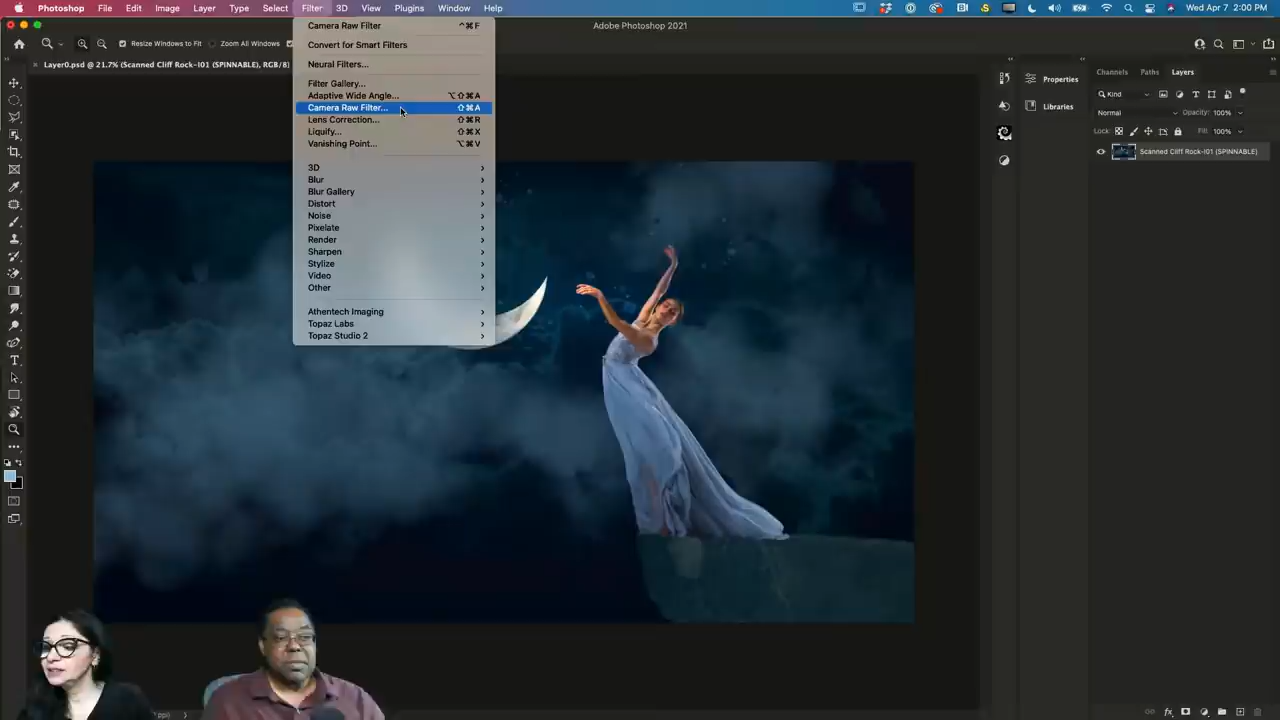 Photoshop File Edit Image Layer Type Select Filter 3D View Plugins Window Help
Wed Apr 7 2:00 PM
Adobe Photoshop 2021
Resize Windows to Fit Zoom All Windows
Layer0.psd @ 21.7% (Scanned Cliff Rock-I01 (SPINNABLE), RGB/8)
Camera Raw Filter ^⌘F
Convert for Smart Filters
Neural Filters...
Filter Gallery...
Adaptive Wide Angle... ⌥⇧⌘A
Camera Raw Filter... ⇧⌘A
Lens Correction... ⇧⌘R
Liquify... ⇧⌘X
Vanishing Point... ⌥⌘V
3D
Blur
Blur Gallery
Distort
Noise
Pixelate
Render
Sharpen
Stylize
Video
Other
Athentech Imaging
Topaz Labs
Topaz Studio 2
Properties
Libraries
Channels Paths Layers
Kind
Normal Opacity: 100%
Lock: Fill: 100%
Scanned Cliff Rock-I01 (SPINNABLE)
ppi)